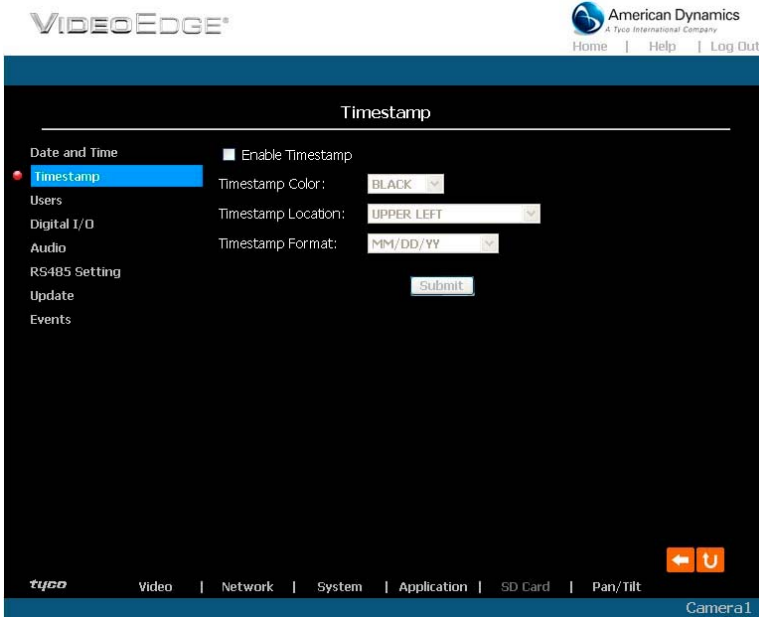 VIDEOEDGE®
American Dynamics
A Tyco International Company
Home | Help | Log Out
Timestamp
Date and Time
Timestamp
Users
Digital I/O
Audio
RS485 Setting
Update
Events
Enable Timestamp
Timestamp Color: BLACK
Timestamp Location: UPPER LEFT
Timestamp Format: MM/DD/YY
Submit
tyco Video | Network | System | Application | SD Card | Pan/Tilt
Camera1